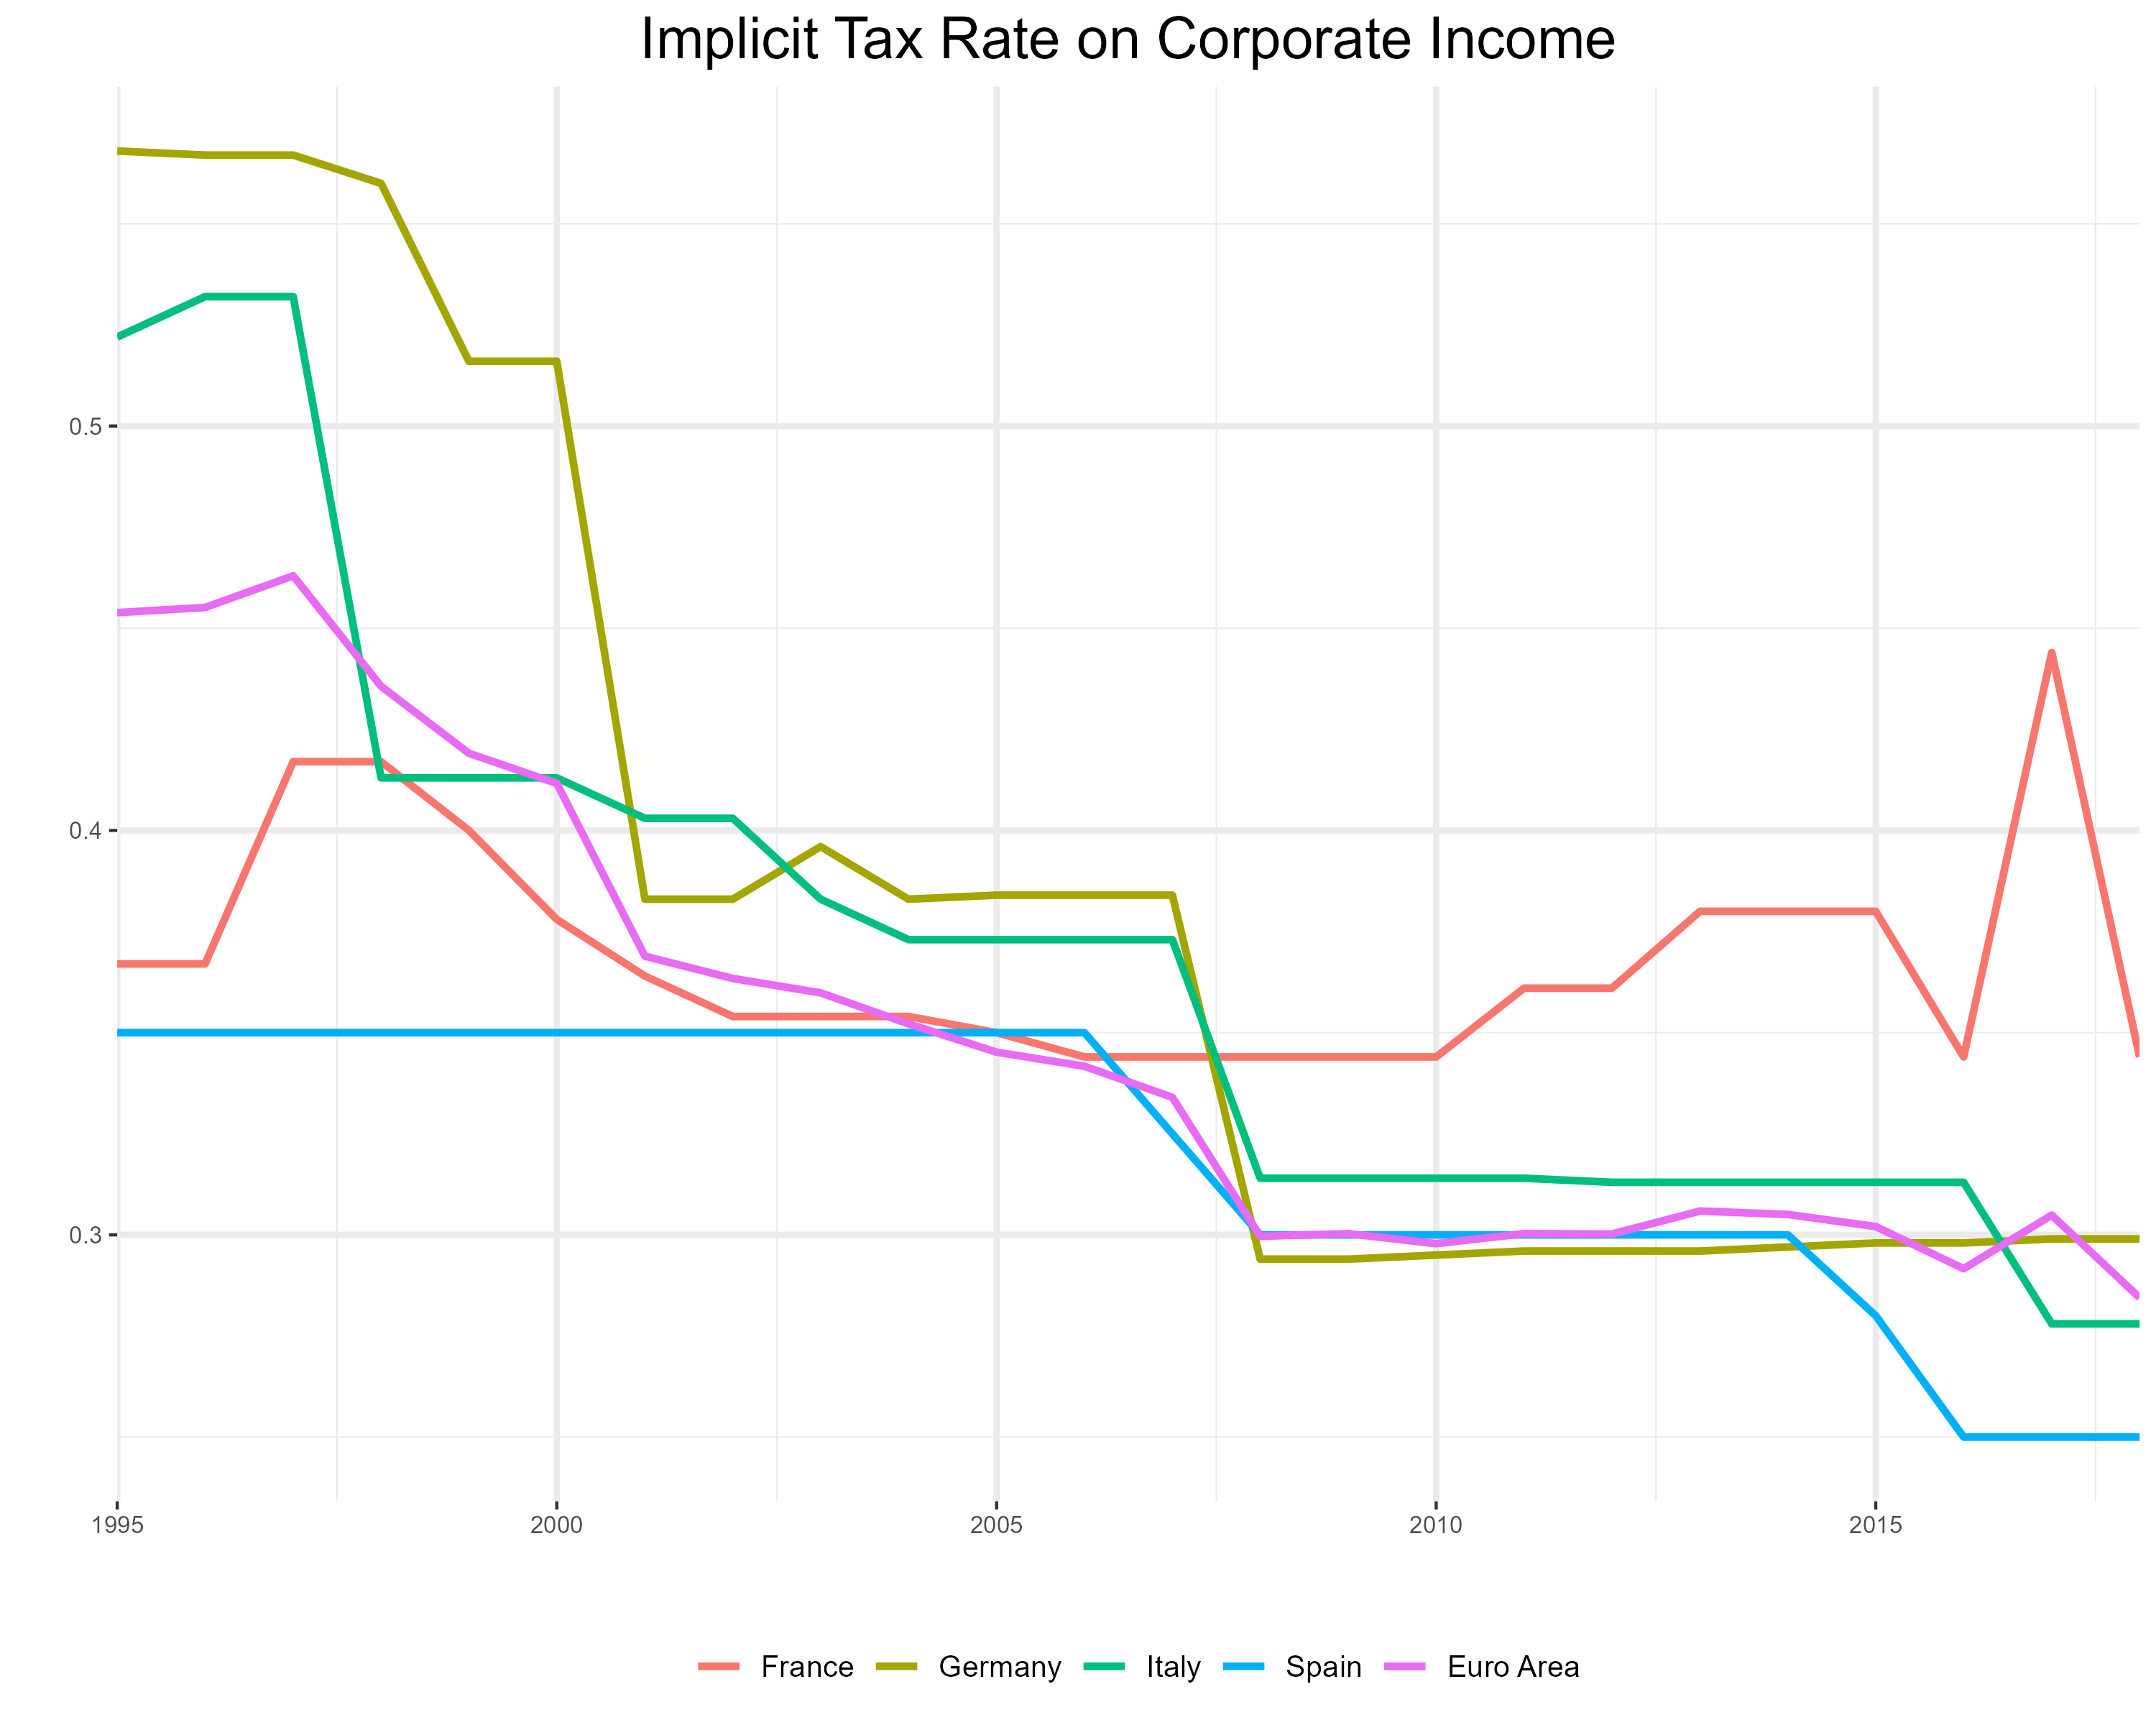 Implicit Tax Rate on Corporate Income
0.5
0.4
0.3
1995 2000 2005 2010 2015
France Germany Italy Spain Euro Area